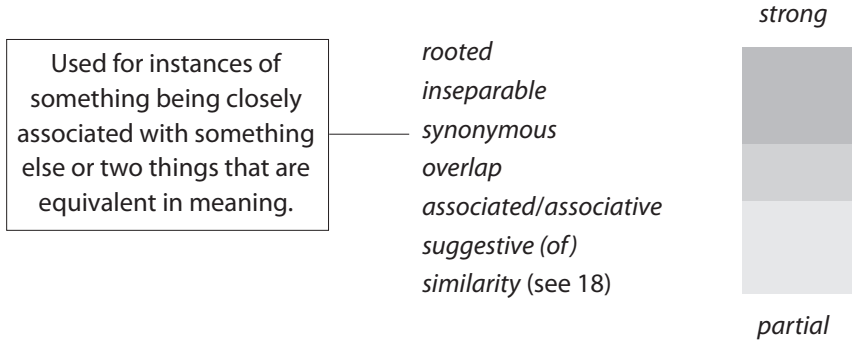 strong
Used for instances of
something being closely
associated with something
else or two things that are
equivalent in meaning.
rooted
inseparable
synonymous
overlap
associated/associative
suggestive (of)
similarity (see 18)
partial